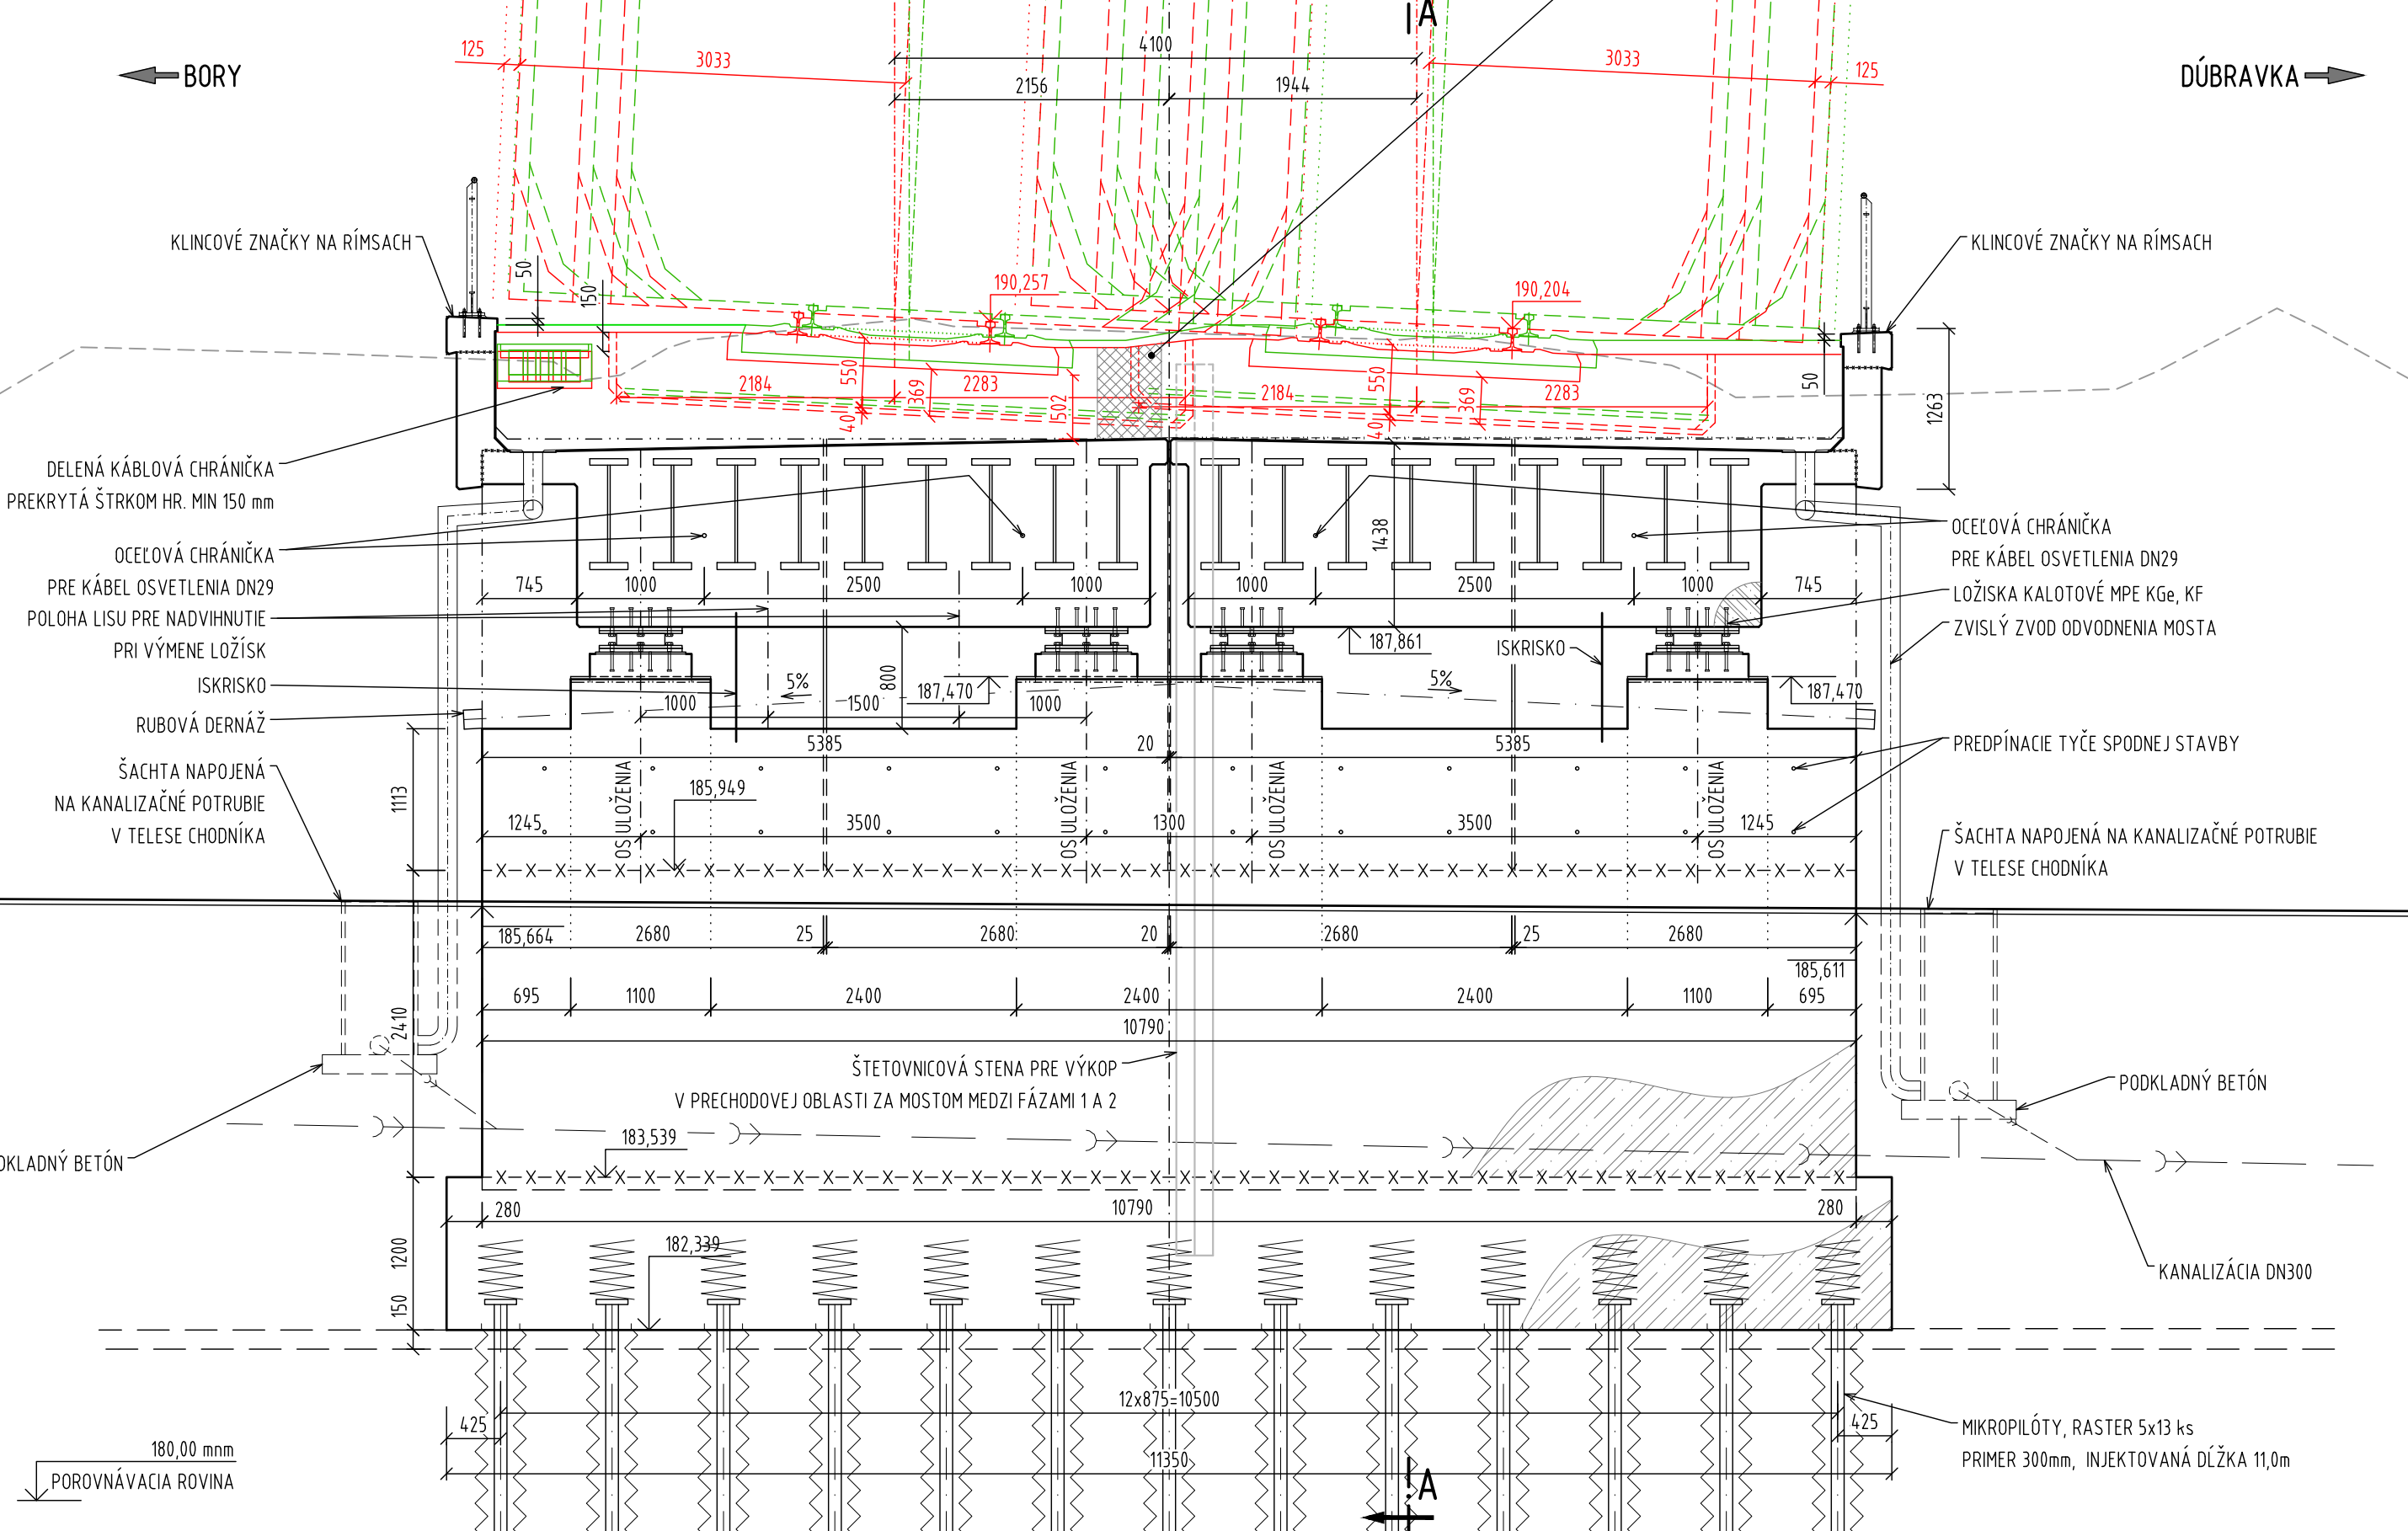 A
4100
125
3033
3033
125
BORY
2156
1944
DÚBRAVKA
KLINCOVÉ ZNAČKY NA RÍMSACH
KLINCOVÉ ZNAČKY NA RÍMSACH
50
150
190,257
190,204
2184
550
369
2283
502
40
2184
550
369
2283
40
50
1263
DELENÁ KÁBLOVÁ CHRÁNIČKA
PREKRYTÁ ŠTRKOM HR. MIN 150 mm
OCEĽOVÁ CHRÁNIČKA
PRE KÁBEL OSVETLENIA DN29
OCEĽOVÁ CHRÁNIČKA
PRE KÁBEL OSVETLENIA DN29
1438
745
1000
2500
1000
1000
2500
1000
745
POLOHA LISU PRE NADVIHNUTIE
PRI VÝMENE LOŽÍSK
LOŽISKA KALOTOVÉ MPE KGe, KF
ZVISLÝ ZVOD ODVODNENIA MOSTA
187,861
ISKRISKO
ISKRISKO
5%
800
187,470
5%
187,470
1000
1500
1000
RUBOVÁ DERNÁŽ
5385
20
5385
PREDPÍNACIE TYČE SPODNEJ STAVBY
ŠACHTA NAPOJENÁ
NA KANALIZAČNÉ POTRUBIE
V TELESE CHODNÍKA
1113
OS ULOŽENIA
185,949
OS ULOŽENIA
OS ULOŽENIA
OS ULOŽENIA
1245
3500
1300
3500
1245
ŠACHTA NAPOJENÁ NA KANALIZAČNÉ POTRUBIE
V TELESE CHODNÍKA
185,664
2680
25
2680
20
2680
25
2680
185,611
695
1100
2400
2400
2400
1100
695
2410
10790
ŠTETOVNICOVÁ STENA PRE VÝKOP
V PRECHODOVEJ OBLASTI ZA MOSTOM MEDZI FÁZAMI 1 A 2
PODKLADNÝ BETÓN
183,539
DKLADNÝ BETÓN
280
10790
280
1200
182,339
KANALIZÁCIA DN300
150
12x875=10500
425
425
MIKROPILÓTY, RASTER 5x13 ks
PRIMER 300mm, INJEKTOVANÁ DĹŽKA 11,0m
180,00 mnm
POROVNÁVACIA ROVINA
11350
A